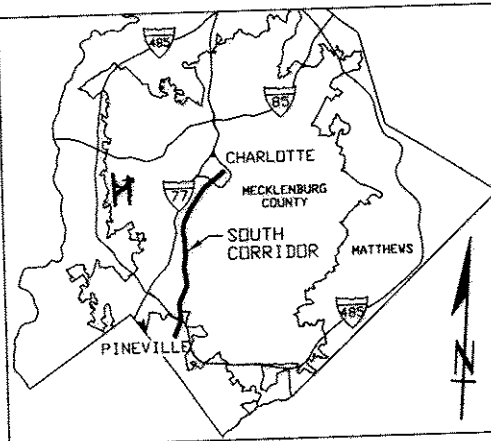 485
85
CHARLOTTE
77
MECKLENBURG
COUNTY
SOUTH
CORRIDOR
MATTHEWS
485
PINEVILLE
N